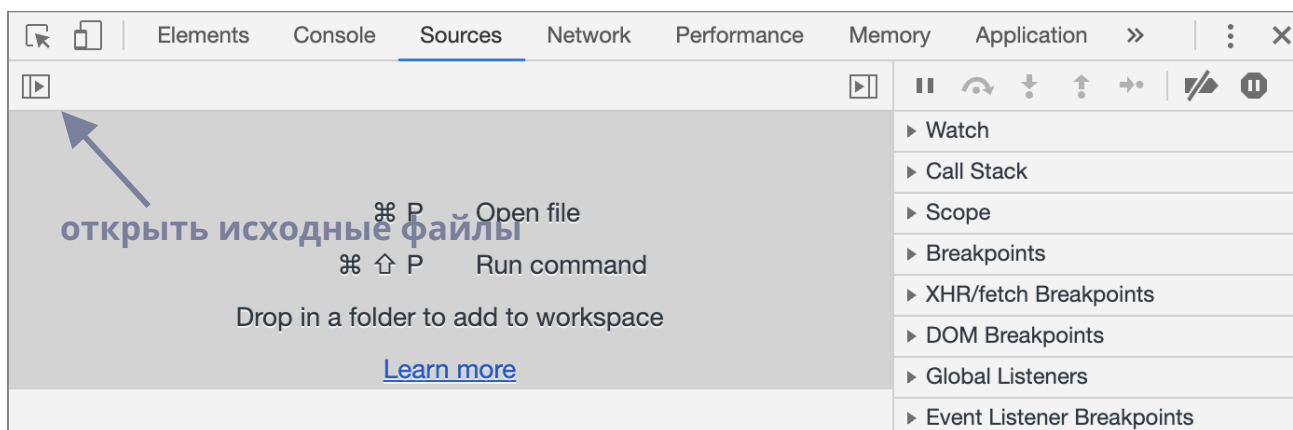 Elements Console Sources Network Performance Memory Application »
Watch
Call Stack
Scope
Breakpoints
XHR/fetch Breakpoints
DOM Breakpoints
Global Listeners
Event Listener Breakpoints
⌘ P Open file
открыть исходные файлы
⌘ ⇧ P Run command
Drop in a folder to add to workspace
Learn more